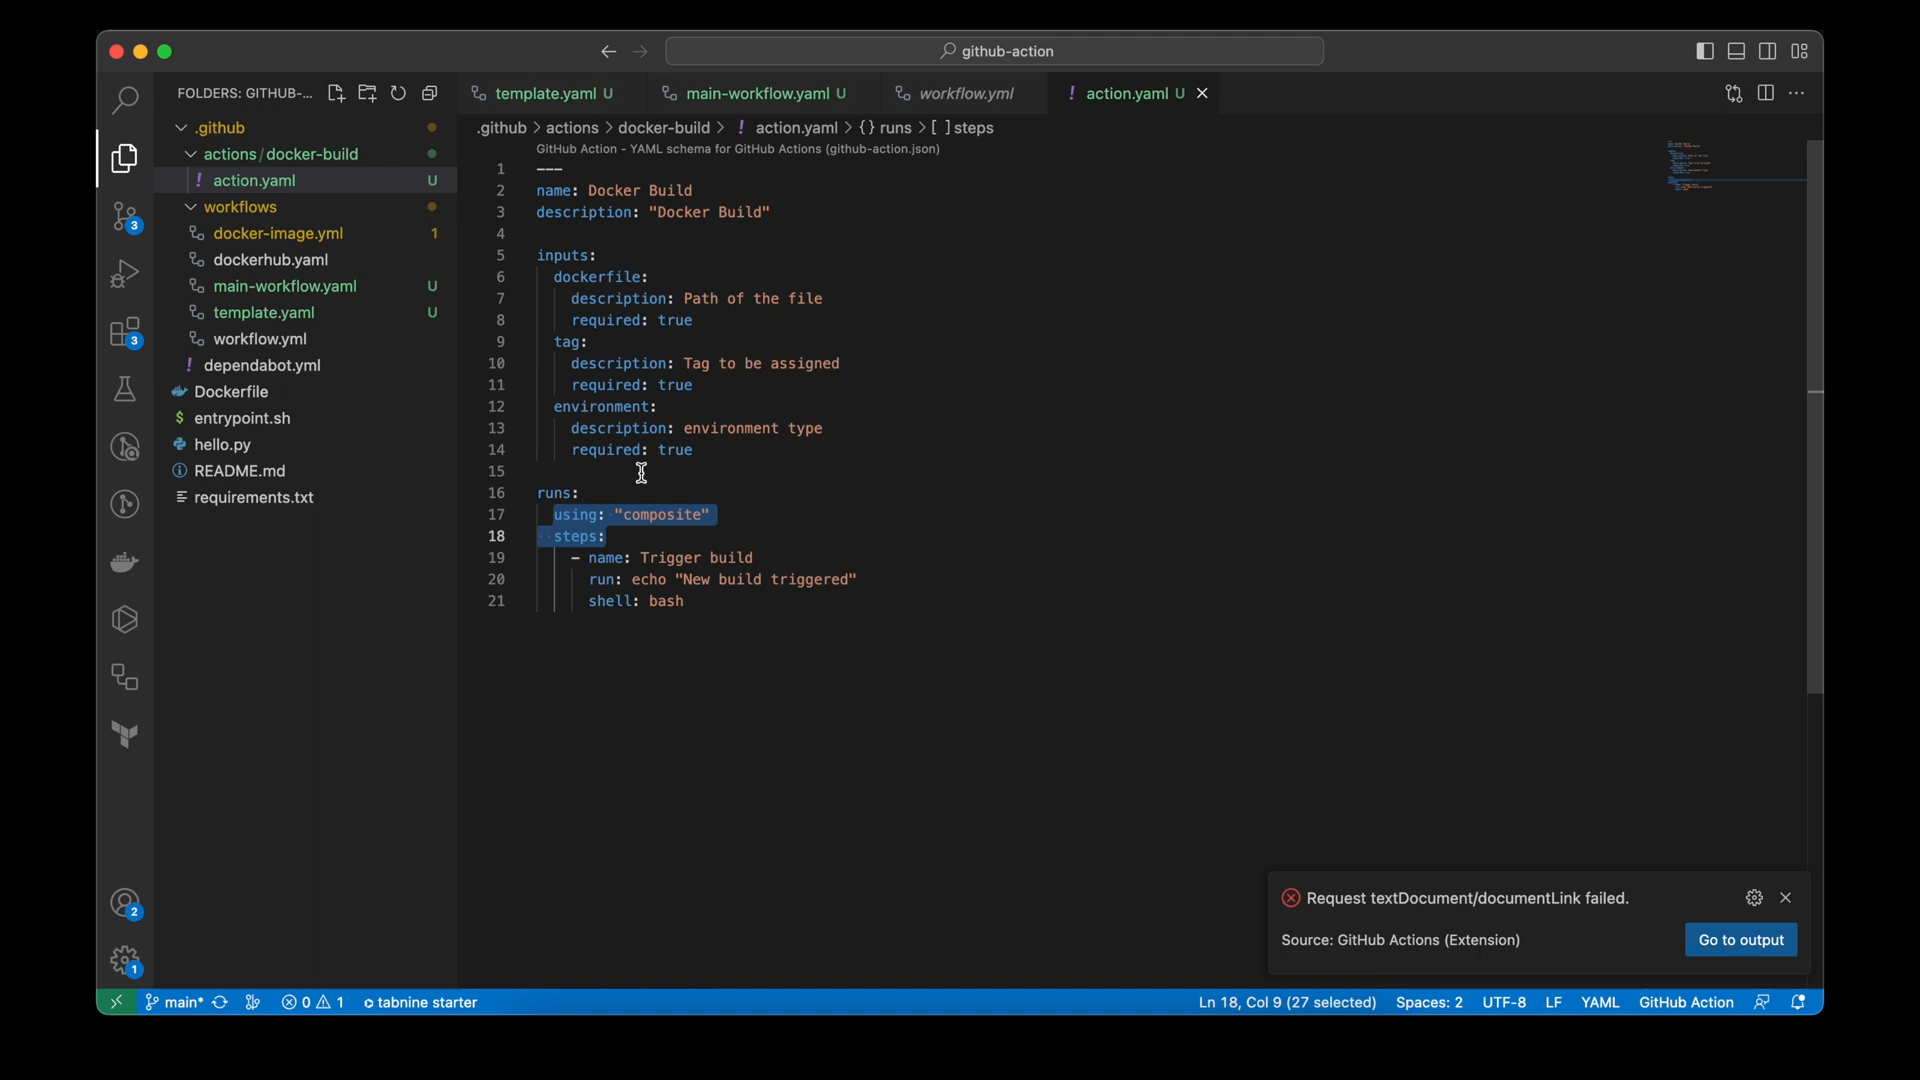 github-action
FOLDERS: GITHUB-...
.github
actions / docker-build
action.yaml U
workflows
docker-image.yml 1
dockerhub.yaml
main-workflow.yaml U
template.yaml U
workflow.yml
dependabot.yml
Dockerfile
entrypoint.sh
hello.py
README.md
requirements.txt
3
3
2
1
template.yaml U
main-workflow.yaml U
workflow.yml
action.yaml U
.github > actions > docker-build > ! action.yaml > {} runs > [ ] steps
GitHub Action - YAML schema for GitHub Actions (github-action.json)
1 ---
2 name: Docker Build
3 description: "Docker Build"
4
5 inputs:
6 dockerfile:
7 description: Path of the file
8 required: true
9 tag:
10 description: Tag to be assigned
11 required: true
12 environment:
13 description: environment type
14 required: true
15
16 runs:
17 using: "composite"
18 steps:
19 - name: Trigger build
20 run: echo "New build triggered"
21 shell: bash
Request textDocument/documentLink failed.
Source: GitHub Actions (Extension)
Go to output
main* 0 1 tabnine starter
Ln 18, Col 9 (27 selected) Spaces: 2 UTF-8 LF YAML GitHub Action